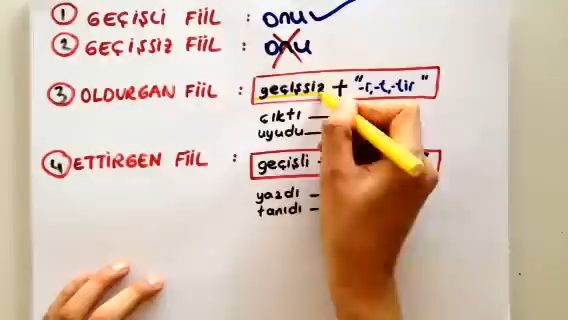 ① GEÇİŞLİ FİİL : onu ✓
② GEÇİŞSİZ FİİL : onu
③ OLDURGAN FİİL : geçişsiz + "-r,-t,-tir"
çıktı —
uyudu —
④ ETTİRGEN FİİL : geçişli
yazdı —
tanıdı —